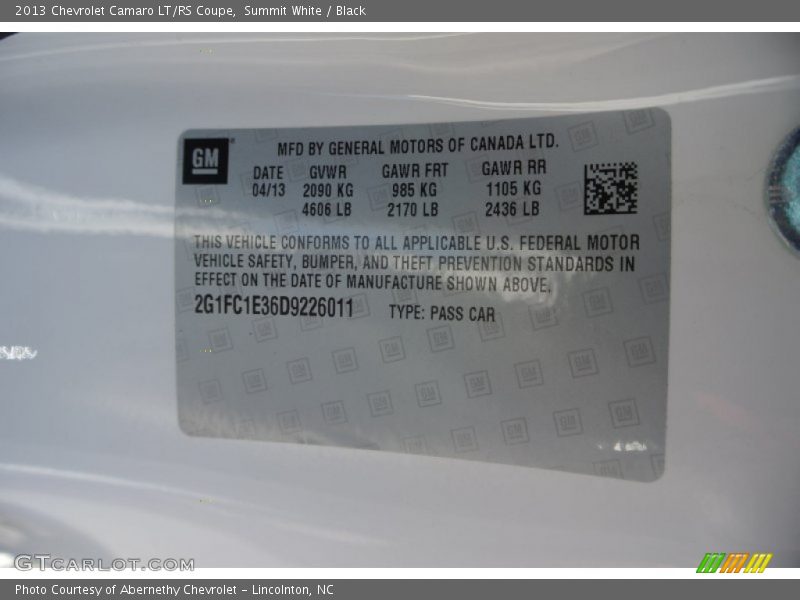 2013 Chevrolet Camaro LT/RS Coupe, Summit White / Black
GM
MFD BY GENERAL MOTORS OF CANADA LTD.
DATE GVWR GAWR FRT GAWR RR
04/13 2090 KG 985 KG 1105 KG
4606 LB 2170 LB 2436 LB
THIS VEHICLE CONFORMS TO ALL APPLICABLE U.S. FEDERAL MOTOR
VEHICLE SAFETY, BUMPER, AND THEFT PREVENTION STANDARDS IN
EFFECT ON THE DATE OF MANUFACTURE SHOWN ABOVE.
2G1FC1E36D9226011 TYPE: PASS CAR
GTCARLOT.COM
Photo Courtesy of Abernethy Chevrolet - Lincolnton, NC